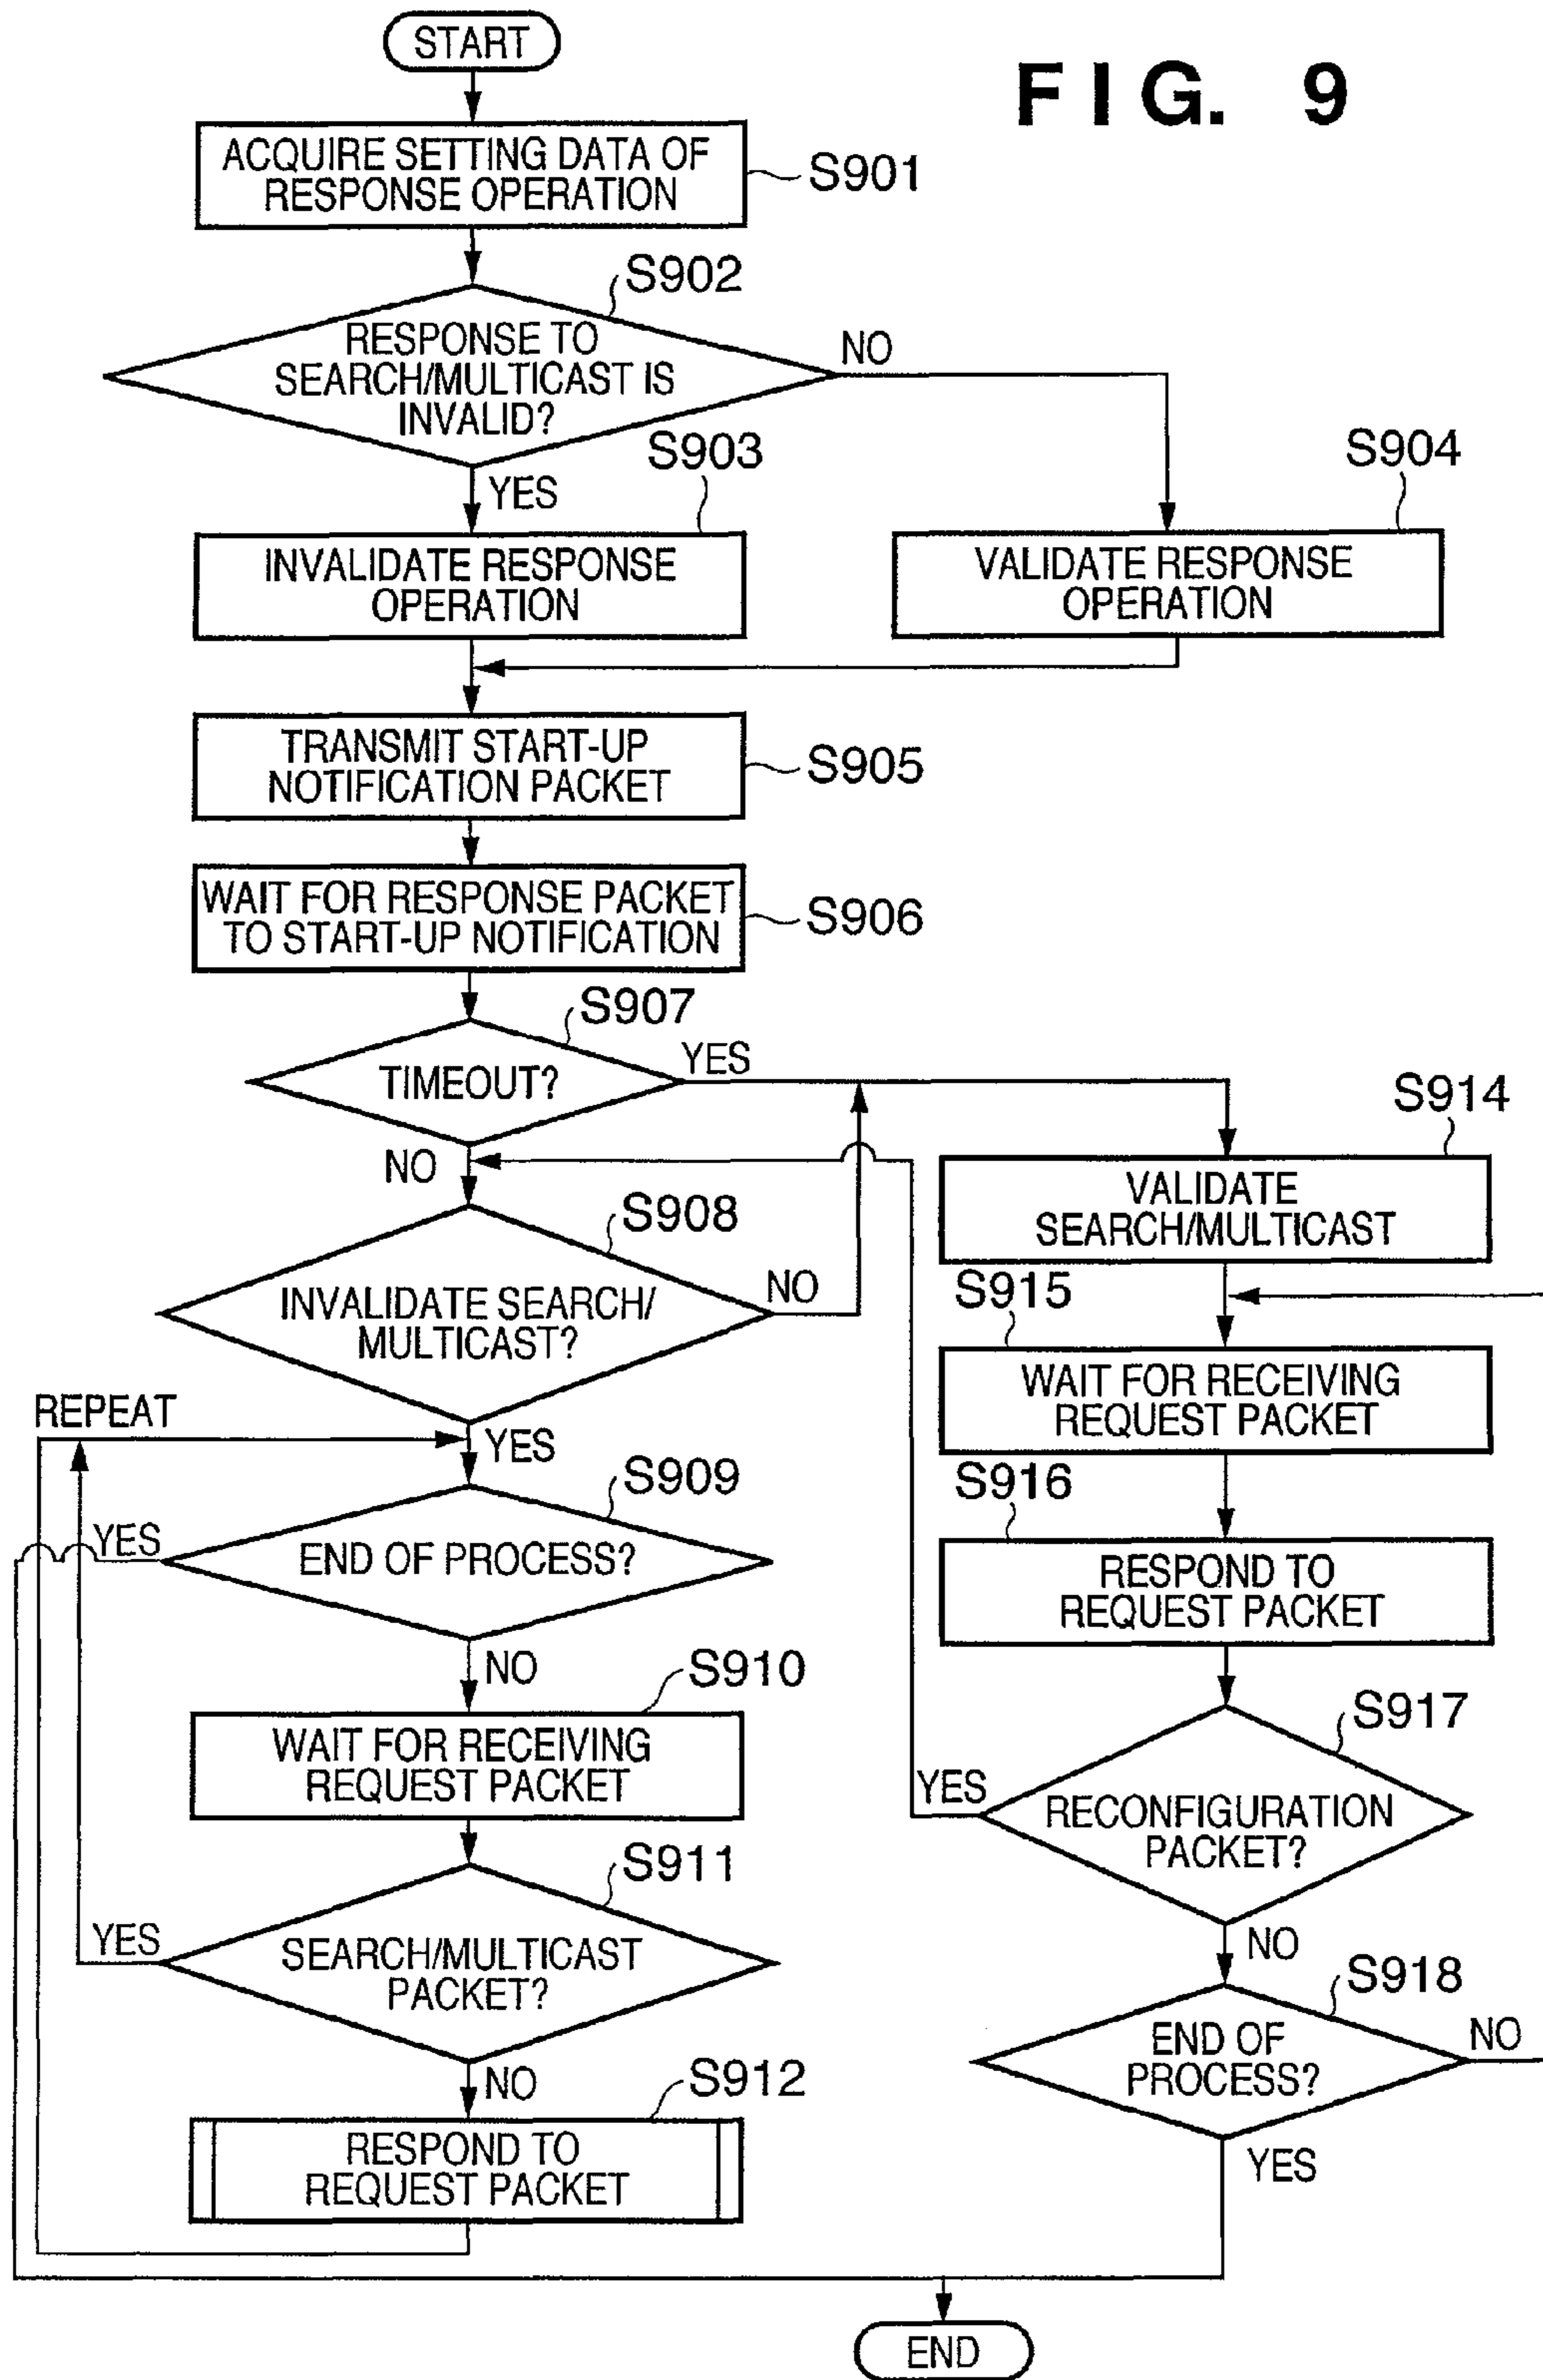 START
FIG. 9
ACQUIRE SETTING DATA OF
RESPONSE OPERATION
S901
S902
RESPONSE TO
SEARCH/MULTICAST IS
INVALID?
NO
YES
S903
INVALIDATE RESPONSE
OPERATION
S904
VALIDATE RESPONSE
OPERATION
TRANSMIT START-UP
NOTIFICATION PACKET
S905
WAIT FOR RESPONSE PACKET
TO START-UP NOTIFICATION
S906
S907
TIMEOUT?
YES
NO
S908
INVALIDATE SEARCH/
MULTICAST?
NO
YES
REPEAT
S909
END OF PROCESS?
YES
NO
S910
WAIT FOR RECEIVING
REQUEST PACKET
S911
SEARCH/MULTICAST
PACKET?
YES
NO
S912
RESPOND TO
REQUEST PACKET
S914
VALIDATE
SEARCH/MULTICAST
S915
WAIT FOR RECEIVING
REQUEST PACKET
S916
RESPOND TO
REQUEST PACKET
S917
RECONFIGURATION
PACKET?
YES
NO
S918
END OF
PROCESS?
NO
YES
END